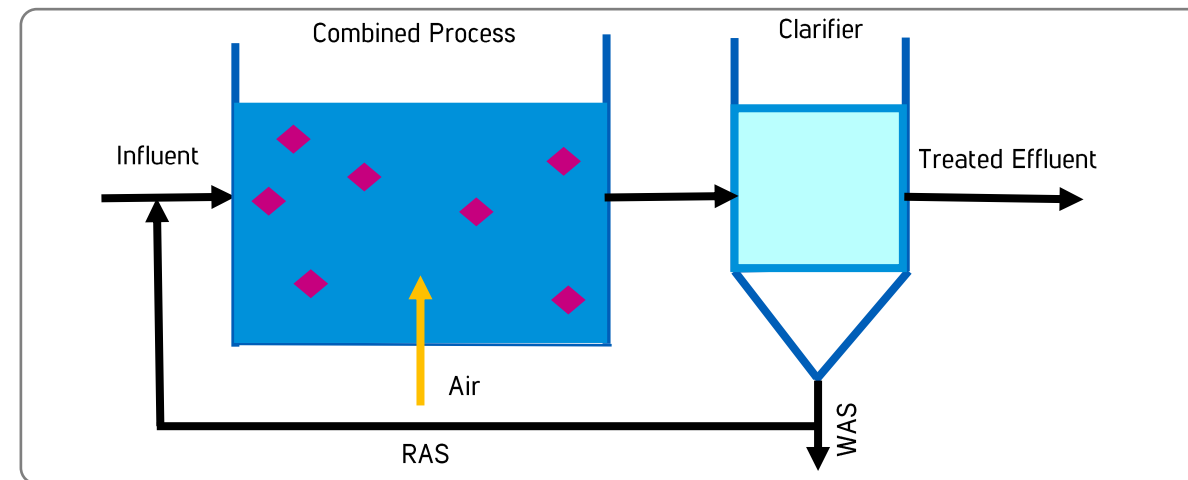 Combined Process
Clarifier
Influent
Treated Effluent
Air
WAS
RAS